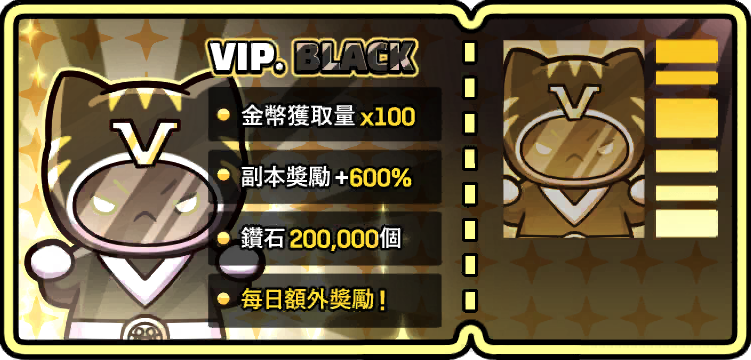 VIP. BLACK
金幣獲取量 x100
副本獎勵 +600%
鑽石 200,000個
每日額外獎勵！
V
V